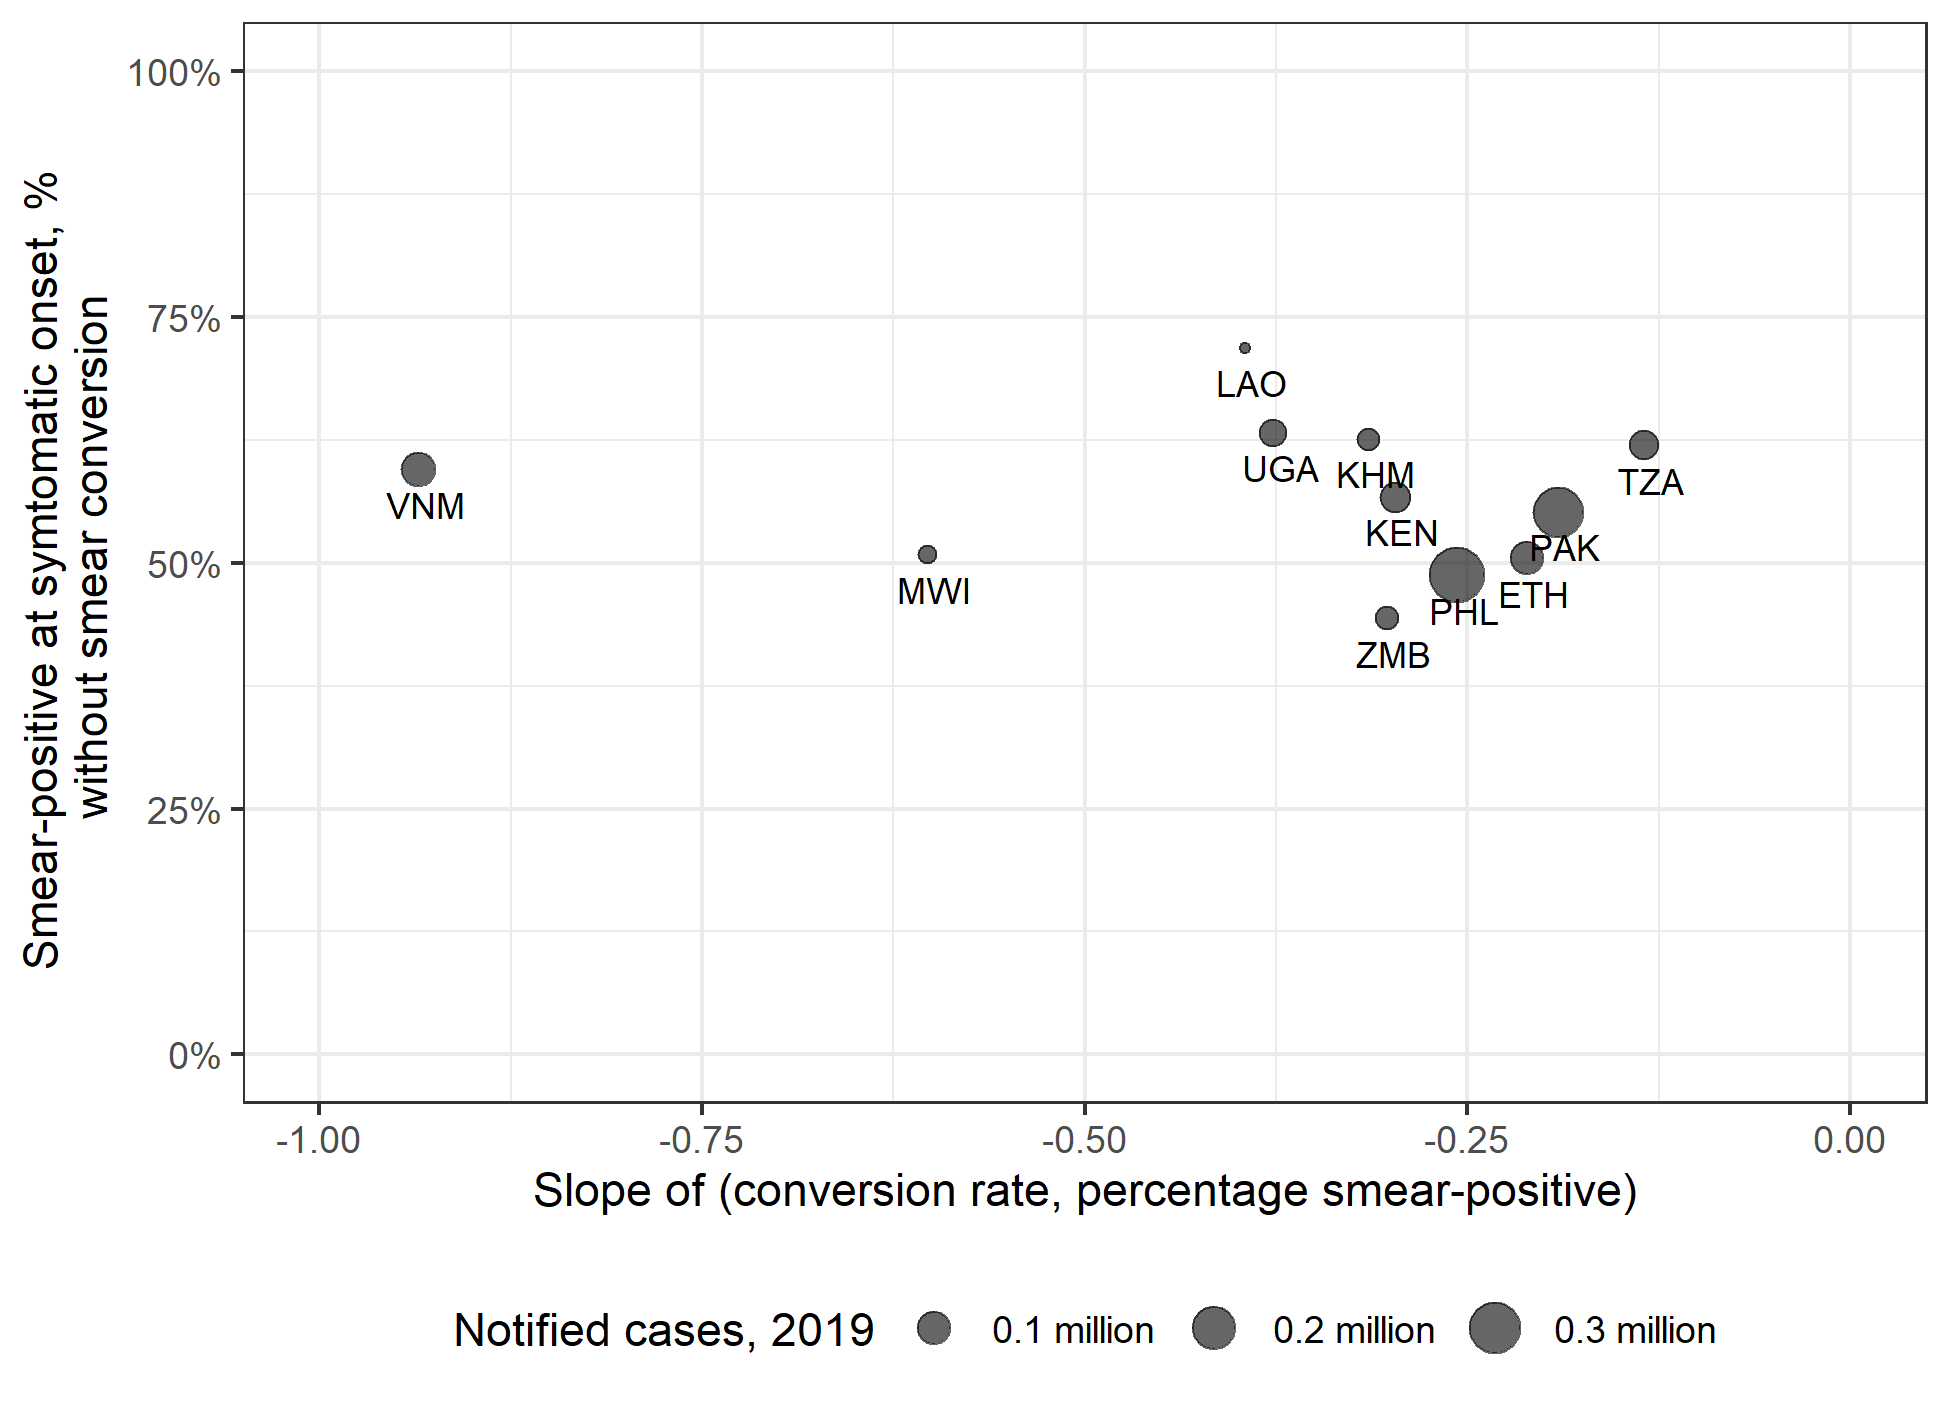 Smear-positive at symtomatic onset, %
without smear conversion
100%
75%
50%
25%
0%
LAO
UGA
KHM
TZA
VNM
KEN
PAK
MWI
ETH
PHL
ZMB
-1.00
-0.75
-0.50
-0.25
0.00
Slope of (conversion rate, percentage smear-positive)
Notified cases, 2019
0.1 million
0.2 million
0.3 million